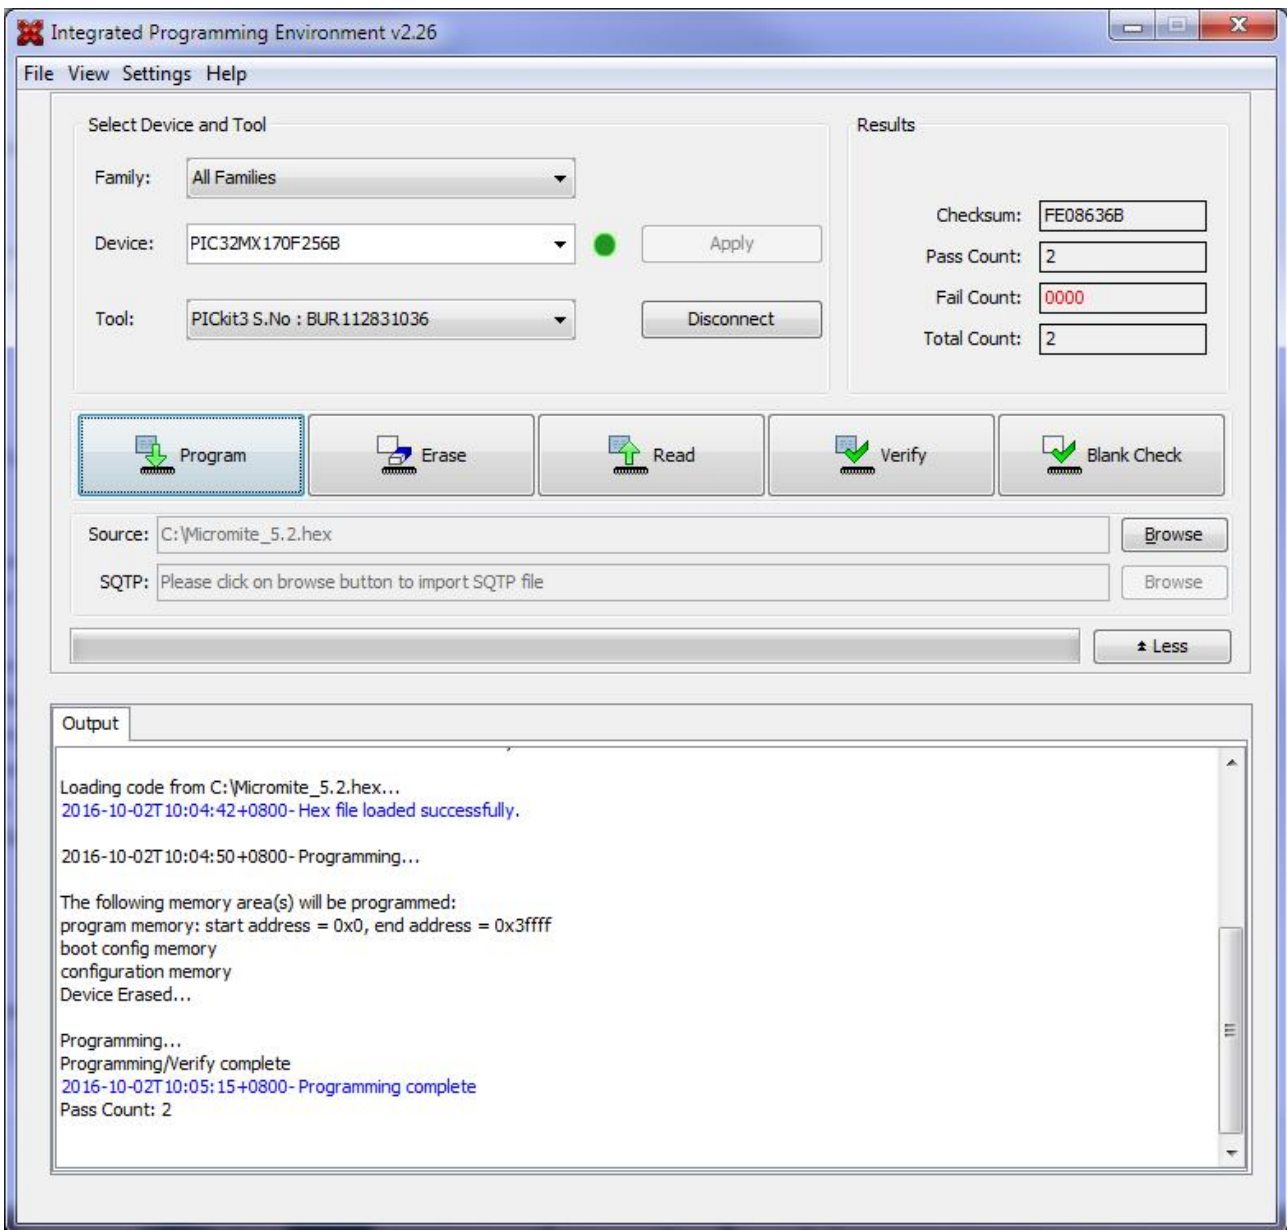 Integrated Programming Environment v2.26
File View Settings Help
Select Device and Tool
Family: All Families
Device: PIC32MX170F256B Apply
Tool: PICkit3 S.No : BUR112831036 Disconnect
Results
Checksum: FE08636B
Pass Count: 2
Fail Count: 0000
Total Count: 2
Program Erase Read Verify Blank Check
Source: C:\Micromite_5.2.hex Browse
SQTP: Please click on browse button to import SQTP file Browse
Less
Output
Loading code from C:\Micromite_5.2.hex...
2016-10-02T10:04:42+0800- Hex file loaded successfully.
2016-10-02T10:04:50+0800- Programming...
The following memory area(s) will be programmed:
program memory: start address = 0x0, end address = 0x3ffff
boot config memory
configuration memory
Device Erased...
Programming...
Programming/Verify complete
2016-10-02T10:05:15+0800- Programming complete
Pass Count: 2